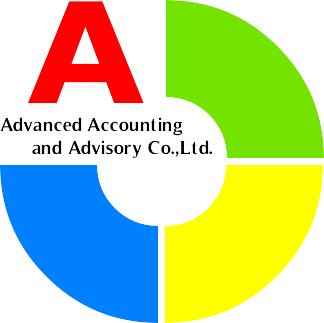 A
Advanced Accounting
and Advisory Co.,Ltd.